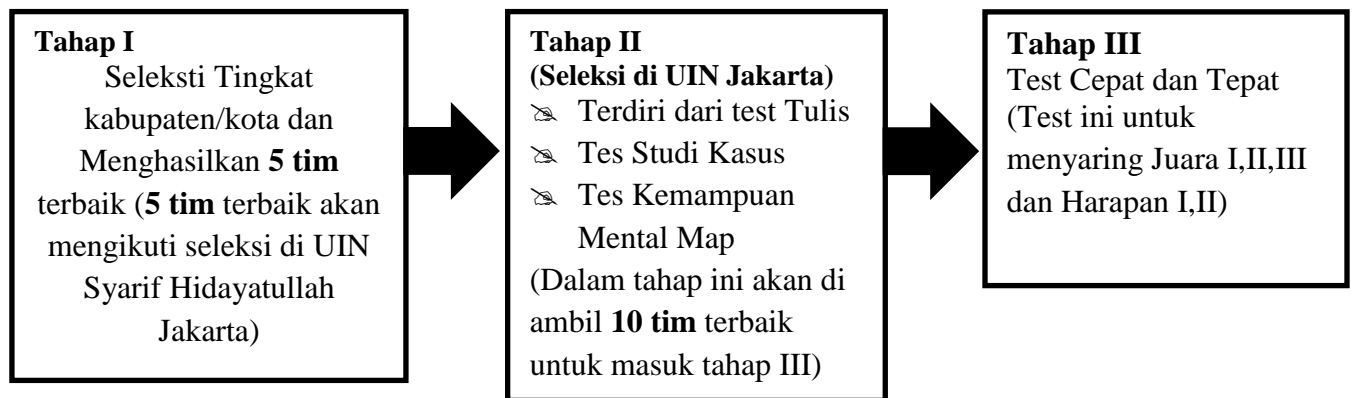 Tahap I
Seleksti Tingkat
kabupaten/kota dan
Menghasilkan 5 tim
terbaik (5 tim terbaik akan
mengikuti seleksi di UIN
Syarif Hidayatullah
Jakarta)
Tahap II
(Seleksi di UIN Jakarta)
Terdiri dari test Tulis
Tes Studi Kasus
Tes Kemampuan
Mental Map
(Dalam tahap ini akan di
ambil 10 tim terbaik
untuk masuk tahap III)
Tahap III
Test Cepat dan Tepat
(Test ini untuk
menyaring Juara I,II,III
dan Harapan I,II)